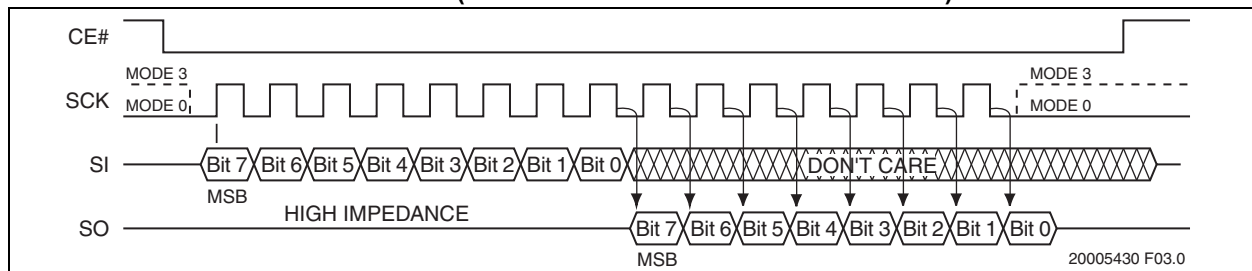 CE#
MODE 3
MODE 3
SCK
MODE 0
MODE 0
SI
Bit 7 Bit 6 Bit 5 Bit 4 Bit 3 Bit 2 Bit 1 Bit 0
DON'T CARE
MSB
HIGH IMPEDANCE
SO
Bit 7 Bit 6 Bit 5 Bit 4 Bit 3 Bit 2 Bit 1 Bit 0
MSB
20005430 F03.0